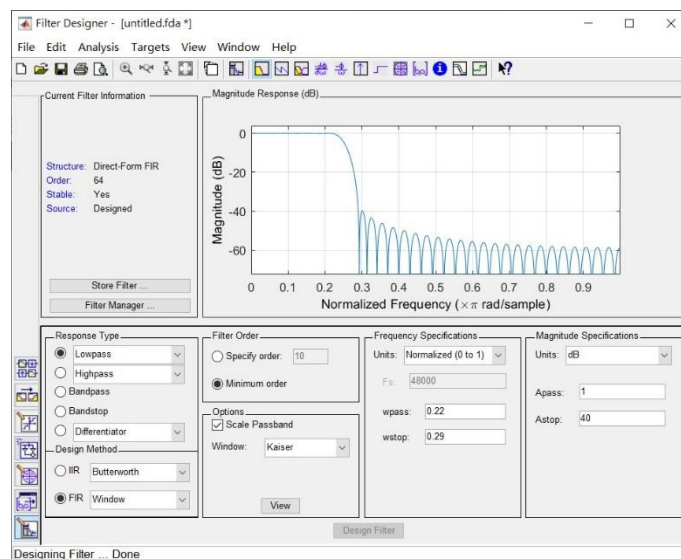 Filter Designer - [untitled.fda *]
File Edit Analysis Targets View Window Help
Current Filter Information
Structure: Direct-Form FIR
Order: 64
Stable: Yes
Source: Designed
Store Filter ...
Filter Manager ...
Magnitude Response (dB)
Magnitude (dB)
0
-20
-40
-60
0 0.1 0.2 0.3 0.4 0.5 0.6 0.7 0.8 0.9
Normalized Frequency (×π rad/sample)
Response Type
Lowpass
Highpass
Bandpass
Bandstop
Differentiator
Design Method
IIR Butterworth
FIR Window
Filter Order
Specify order: 10
Minimum order
Options
Scale Passband
Window: Kaiser
View
Frequency Specifications
Units: Normalized (0 to 1)
Fs: 48000
wpass: 0.22
wstop: 0.29
Magnitude Specifications
Units: dB
Apass: 1
Astop: 40
Design Filter
Designing Filter ... Done